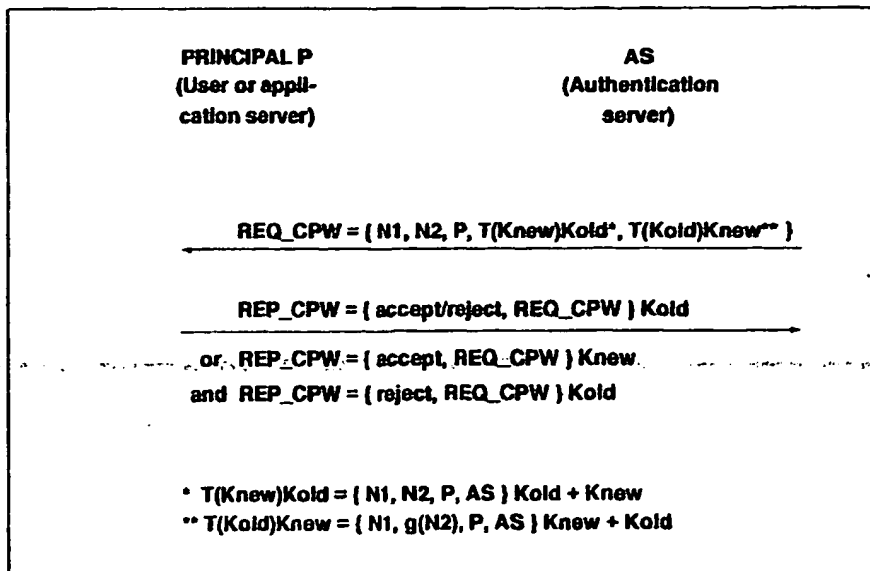 PRINCIPAL P
(User or appli-
cation server)
AS
(Authentication
server)
REQ_CPW = { N1, N2, P, T(Knew)Kold*, T(Kold)Knew** }
REP_CPW = { accept/reject, REQ_CPW } Kold
or REP_CPW = { accept, REQ_CPW } Knew
and REP_CPW = { reject, REQ_CPW } Kold
* T(Knew)Kold = { N1, N2, P, AS } Kold + Knew
** T(Kold)Knew = { N1, g(N2), P, AS } Knew + Kold